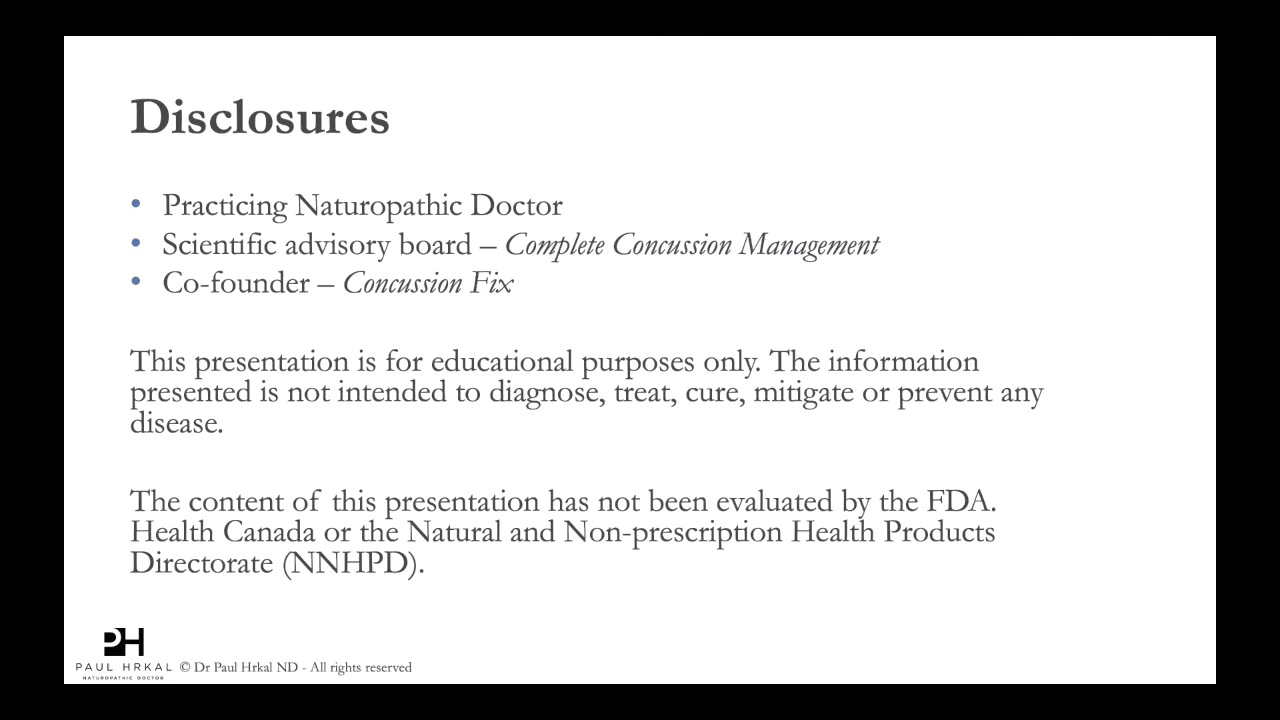 Disclosures
• Practicing Naturopathic Doctor
• Scientific advisory board – Complete Concussion Management
• Co-founder – Concussion Fix
This presentation is for educational purposes only. The information
presented is not intended to diagnose, treat, cure, mitigate or prevent any
disease.
The content of this presentation has not been evaluated by the FDA.
Health Canada or the Natural and Non-prescription Health Products
Directorate (NNHPD).
PH
PAUL HRKAL
NATUROPATHIC DOCTOR
© Dr Paul Hrkal ND - All rights reserved